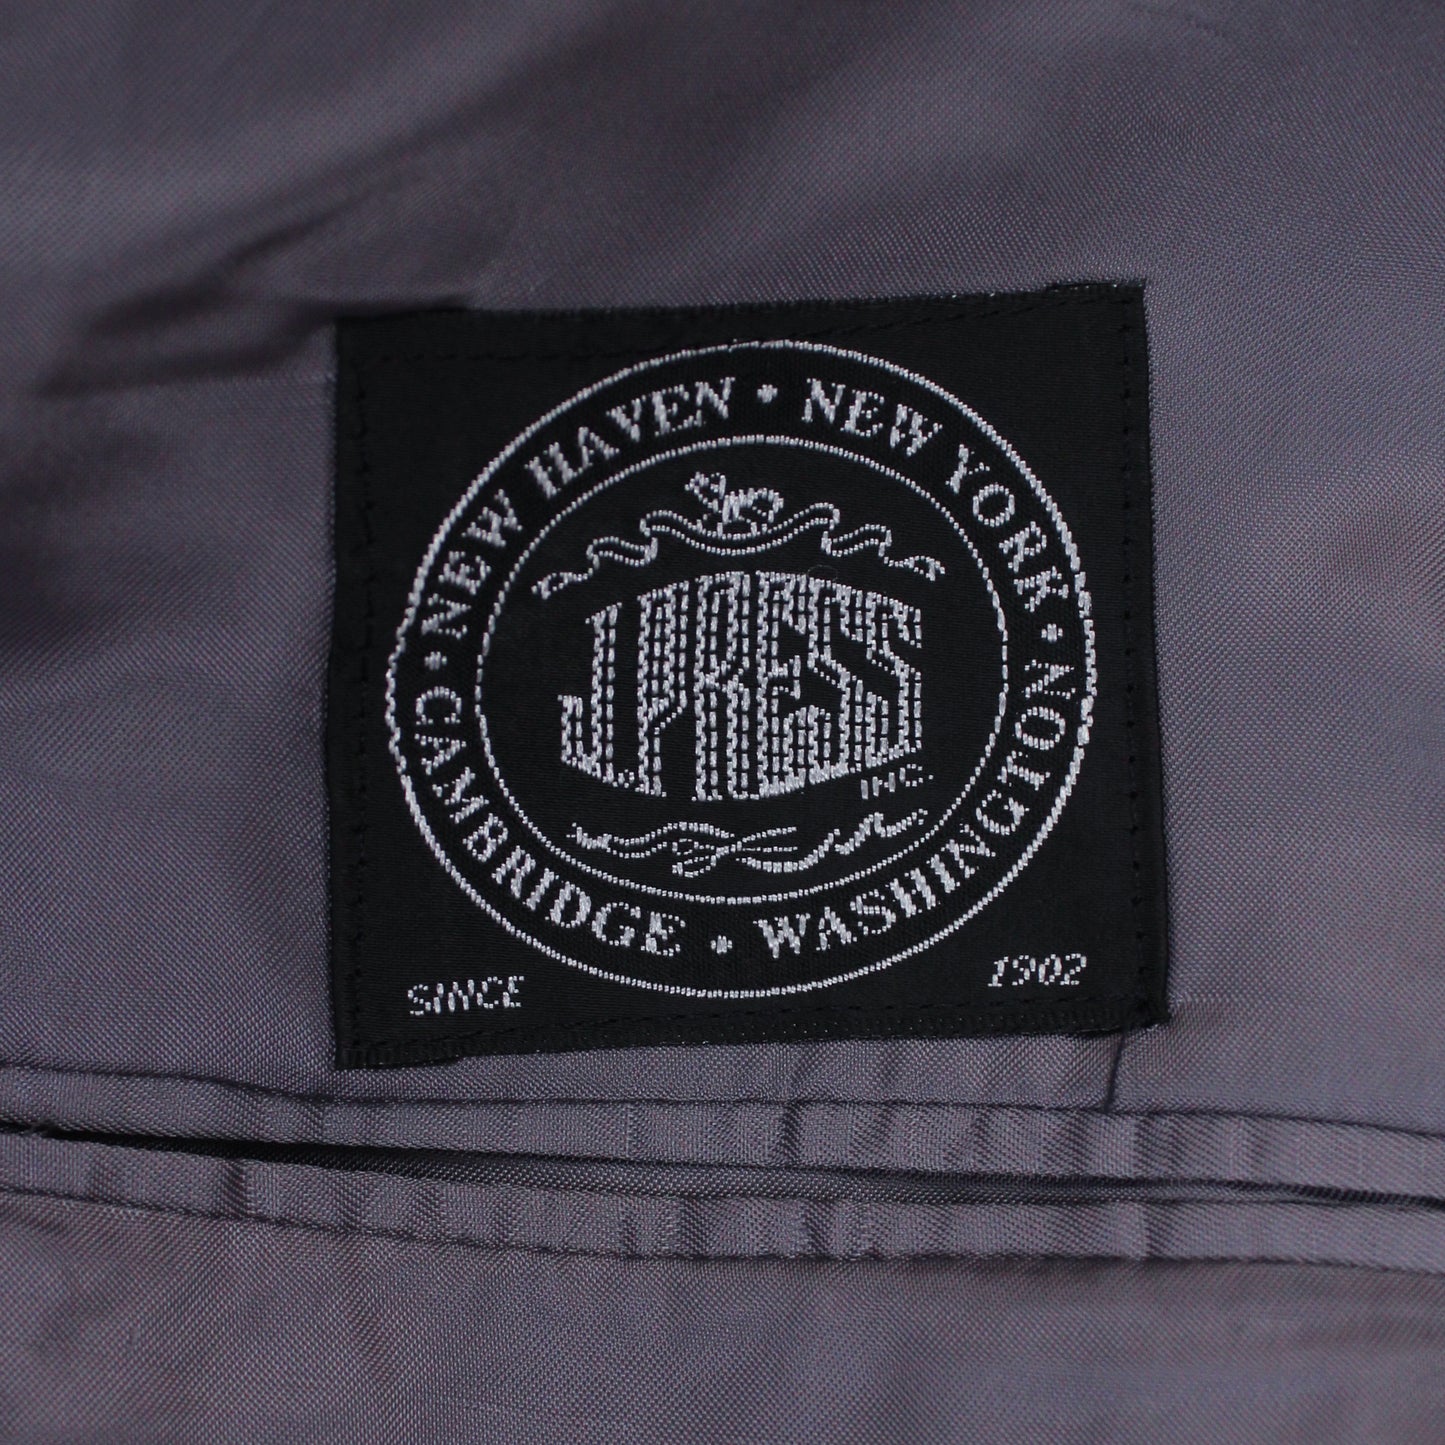 NEW HAVEN • NEW YORK • WASHINGTON • CAMBRIDGE •
J.PRESS
INC.
SINCE 1902